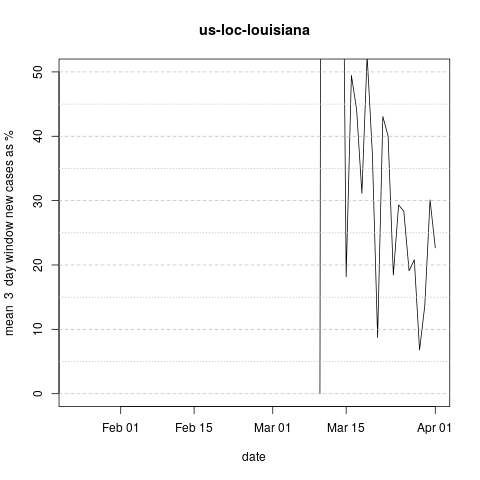 us-loc-louisiana
mean 3 day window new cases as %
50
40
30
20
10
0
Feb 01 Feb 15 Mar 01 Mar 15 Apr 01
date